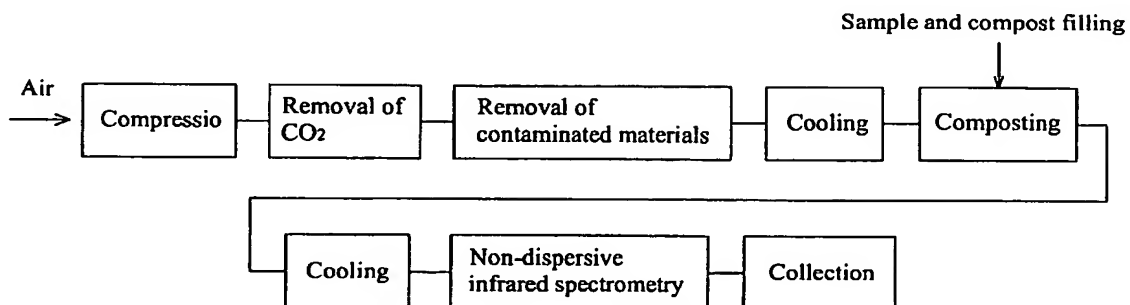 Sample and compost filling
Air
Compressio
Removal of
CO2
Removal of
contaminated materials
Cooling
Composting
Cooling
Non-dispersive
infrared spectrometry
Collection